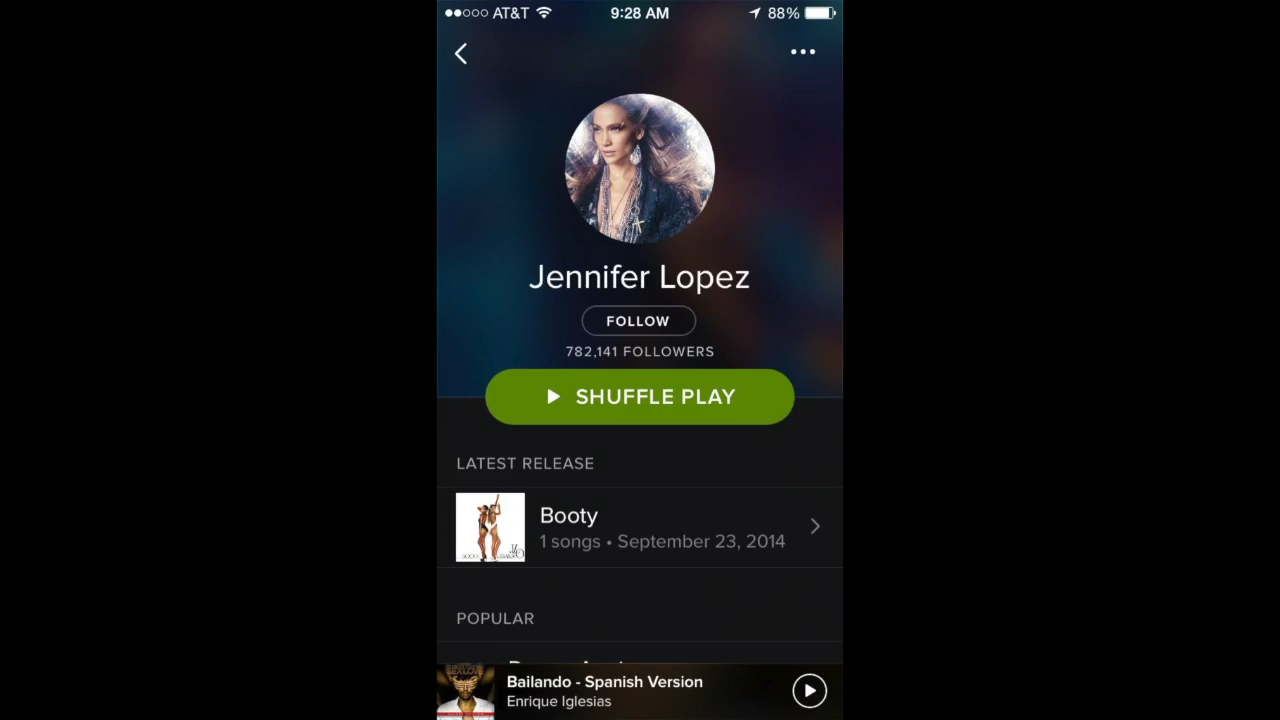 AT&T 9:28 AM 88%
Jennifer Lopez
FOLLOW
782,141 FOLLOWERS
SHUFFLE PLAY
LATEST RELEASE
Booty
1 songs • September 23, 2014
POPULAR
Bailando - Spanish Version
Enrique Iglesias